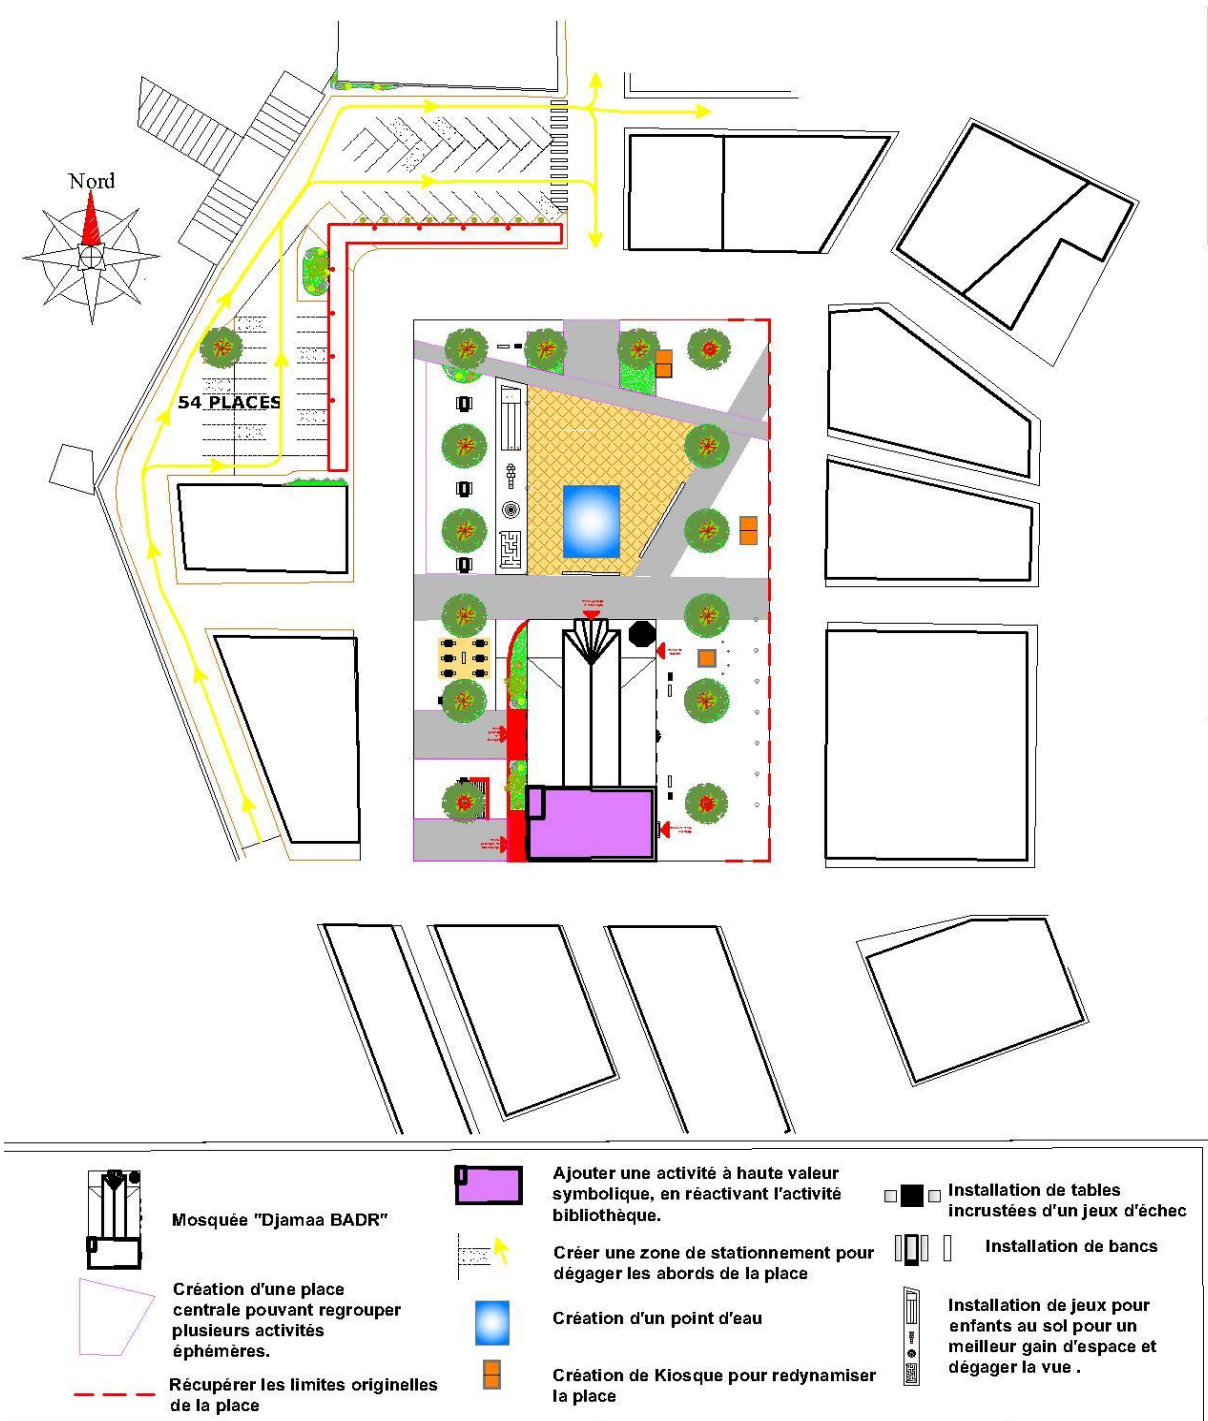 Nord
54 PLACES
Mosquée "Djamaa BADR"
Création d'une place
centrale pouvant regrouper
plusieurs activités
éphémères.
Récupérer les limites originelles
de la place
Ajouter une activité à haute valeur
symbolique, en réactivant l'activité
bibliothèque.
Créer une zone de stationnement pour
dégager les abords de la place
Création d'un point d'eau
Création de Kiosque pour redynamiser
la place
Installation de tables
incrustées d'un jeux d'échec
Installation de bancs
Installation de jeux pour
enfants au sol pour un
meilleur gain d'espace et
dégager la vue .